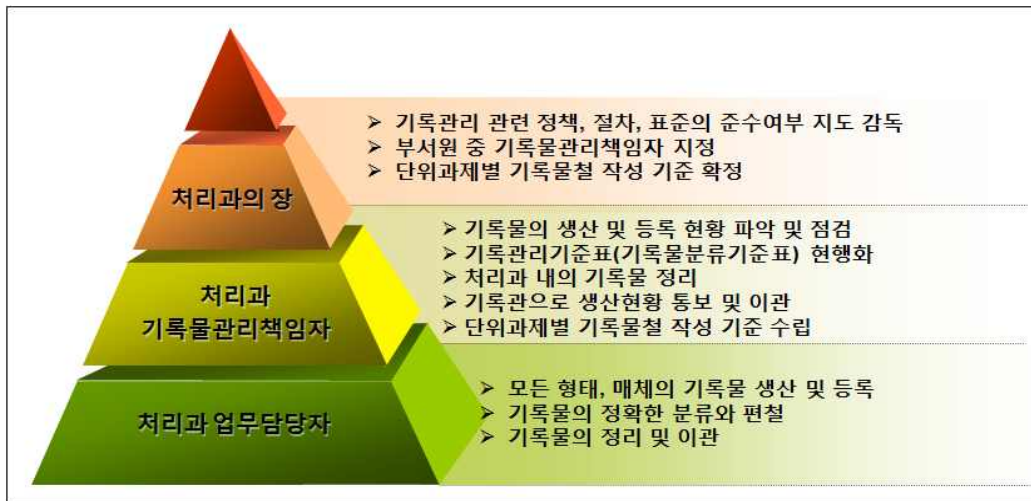 ➢ 기록관리 관련 정책, 절차, 표준의 준수여부 지도 감독
➢ 부서원 중 기록물관리책임자 지정
➢ 단위과제별 기록물철 작성 기준 확정
처리과의 장
➢ 기록물의 생산 및 등록 현황 파악 및 점검
➢ 기록관리기준표(기록물분류기준표) 현행화
➢ 처리과 내의 기록물 정리
➢ 기록관으로 생산현황 통보 및 이관
➢ 단위과제별 기록물철 작성 기준 수립
처리과
기록물관리책임자
➢ 모든 형태, 매체의 기록물 생산 및 등록
➢ 기록물의 정확한 분류와 편철
➢ 기록물의 정리 및 이관
처리과 업무담당자